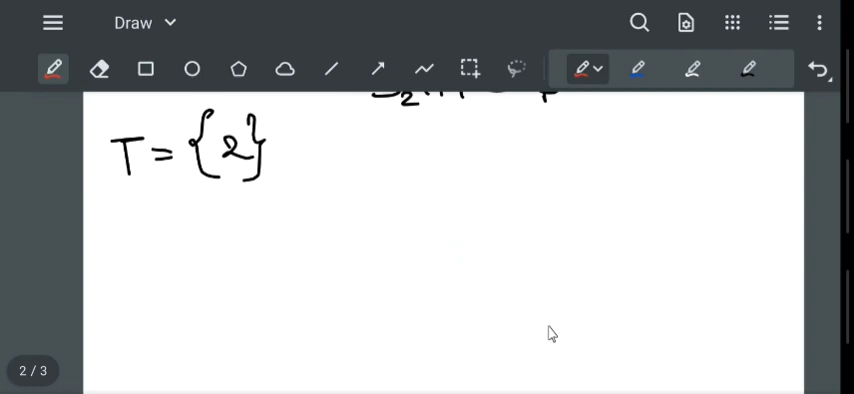 Draw
T = {2}
2 / 3